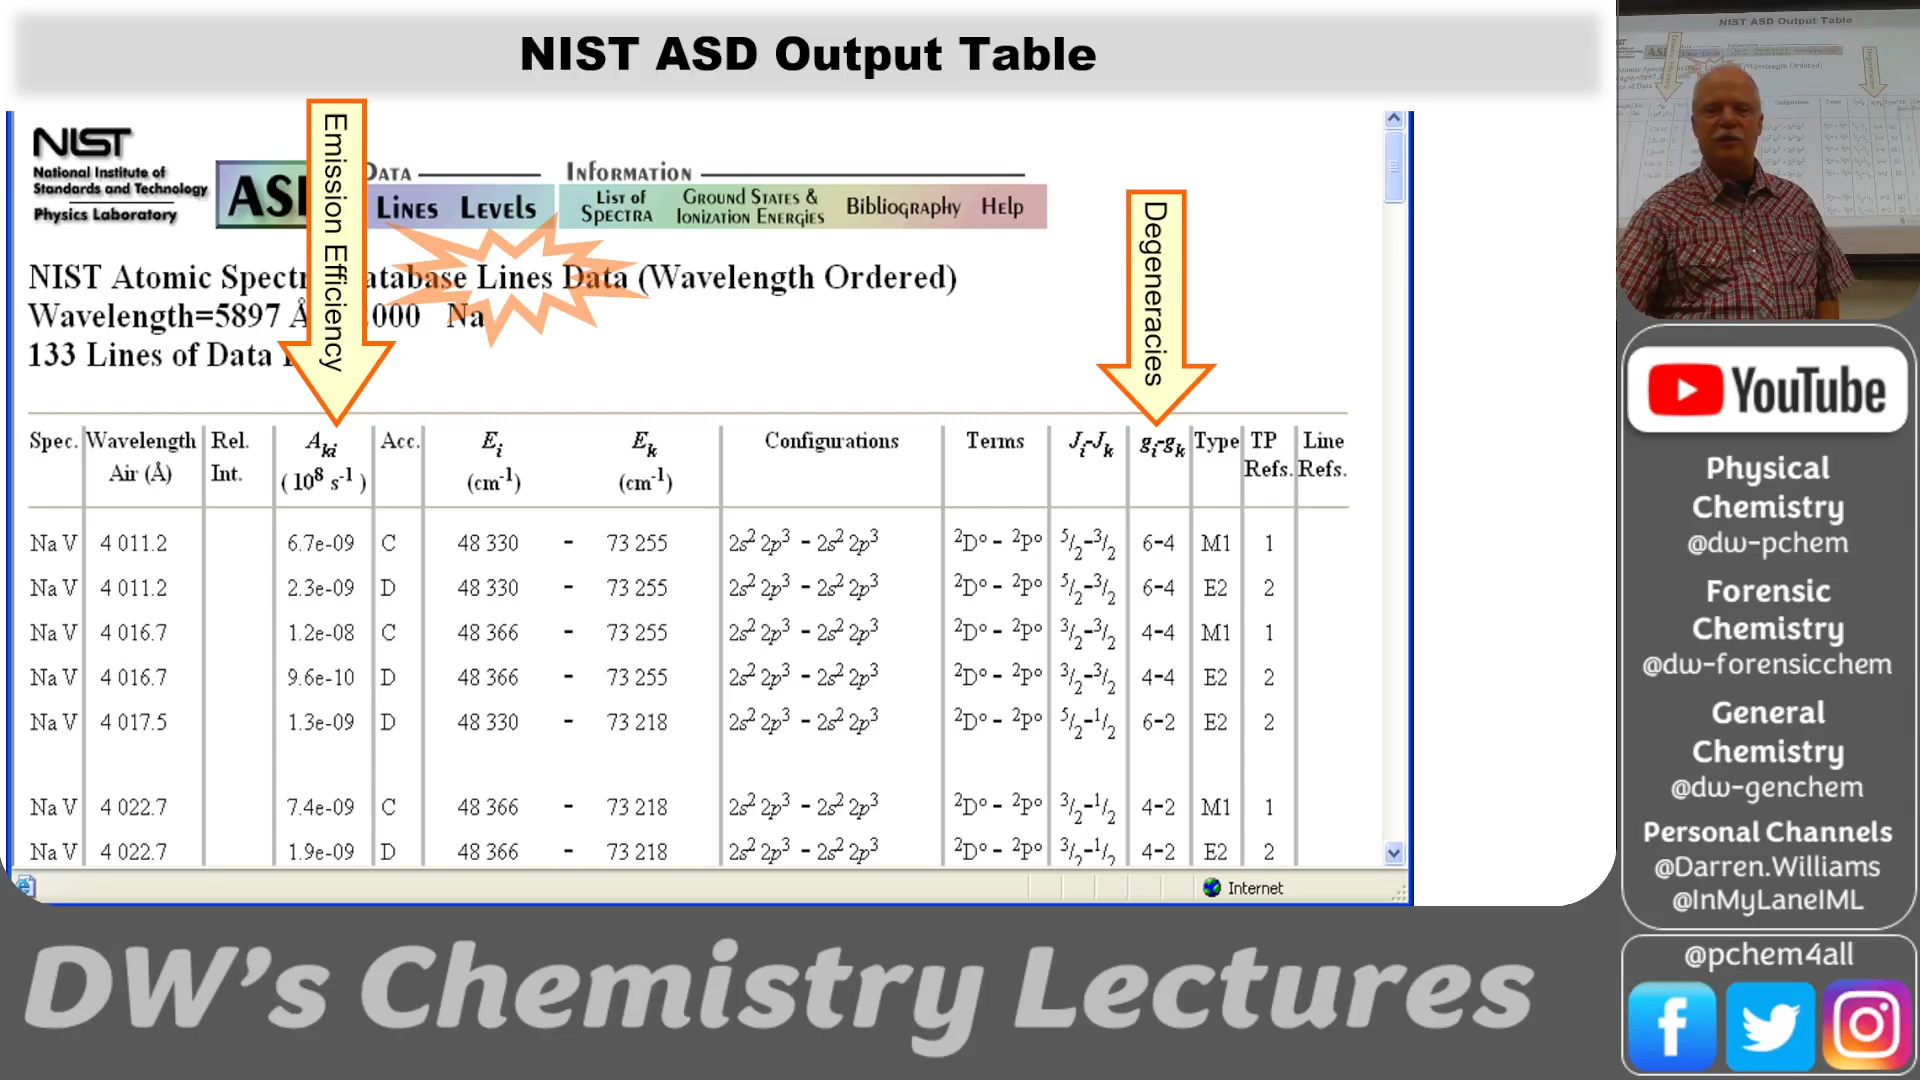 NIST ASD Output Table
NIST
National Institute of
Standards and Technology
Physics Laboratory
DATA
INFORMATION
LINES LEVELS
LIST OF
SPECTRA
GROUND STATES &
IONIZATION ENERGIES
BIBLIOGRAPHY
HELP
Emission Efficiency
Degeneracies
NIST Atomic Spectr atabase Lines Data (Wavelength Ordered)
Wavelength=5897 Å 000 Na
133 Lines of Data
Spec. Wavelength Air (Å) Rel. Int. Aki (10⁸ s⁻¹) Acc. Ei (cm⁻¹) Ek (cm⁻¹) Configurations Terms Ji-Jk gi-gk Type TP Refs. Line Refs.
Na V 4 011.2 6.7e-09 C 48 330 - 73 255 2s² 2p³ - 2s² 2p³ ²D° - ²P° 5/2-3/2 6-4 M1 1
Na V 4 011.2 2.3e-09 D 48 330 - 73 255 2s² 2p³ - 2s² 2p³ ²D° - ²P° 5/2-3/2 6-4 E2 2
Na V 4 016.7 1.2e-08 C 48 366 - 73 255 2s² 2p³ - 2s² 2p³ ²D° - ²P° 3/2-3/2 4-4 M1 1
Na V 4 016.7 9.6e-10 D 48 366 - 73 255 2s² 2p³ - 2s² 2p³ ²D° - ²P° 3/2-3/2 4-4 E2 2
Na V 4 017.5 1.3e-09 D 48 330 - 73 218 2s² 2p³ - 2s² 2p³ ²D° - ²P° 5/2-1/2 6-2 E2 2
Na V 4 022.7 7.4e-09 C 48 366 - 73 218 2s² 2p³ - 2s² 2p³ ²D° - ²P° 3/2-1/2 4-2 M1 1
Na V 4 022.7 1.9e-09 D 48 366 - 73 218 2s² 2p³ - 2s² 2p³ ²D° - ²P° 3/2-1/2 4-2 E2 2
Internet
DW's Chemistry Lectures
NIST ASD Output Table
YouTube
Physical
Chemistry
@dw-pchem
Forensic
Chemistry
@dw-forensicchem
General
Chemistry
@dw-genchem
Personal Channels
@Darren.Williams
@InMyLaneIML
@pchem4all